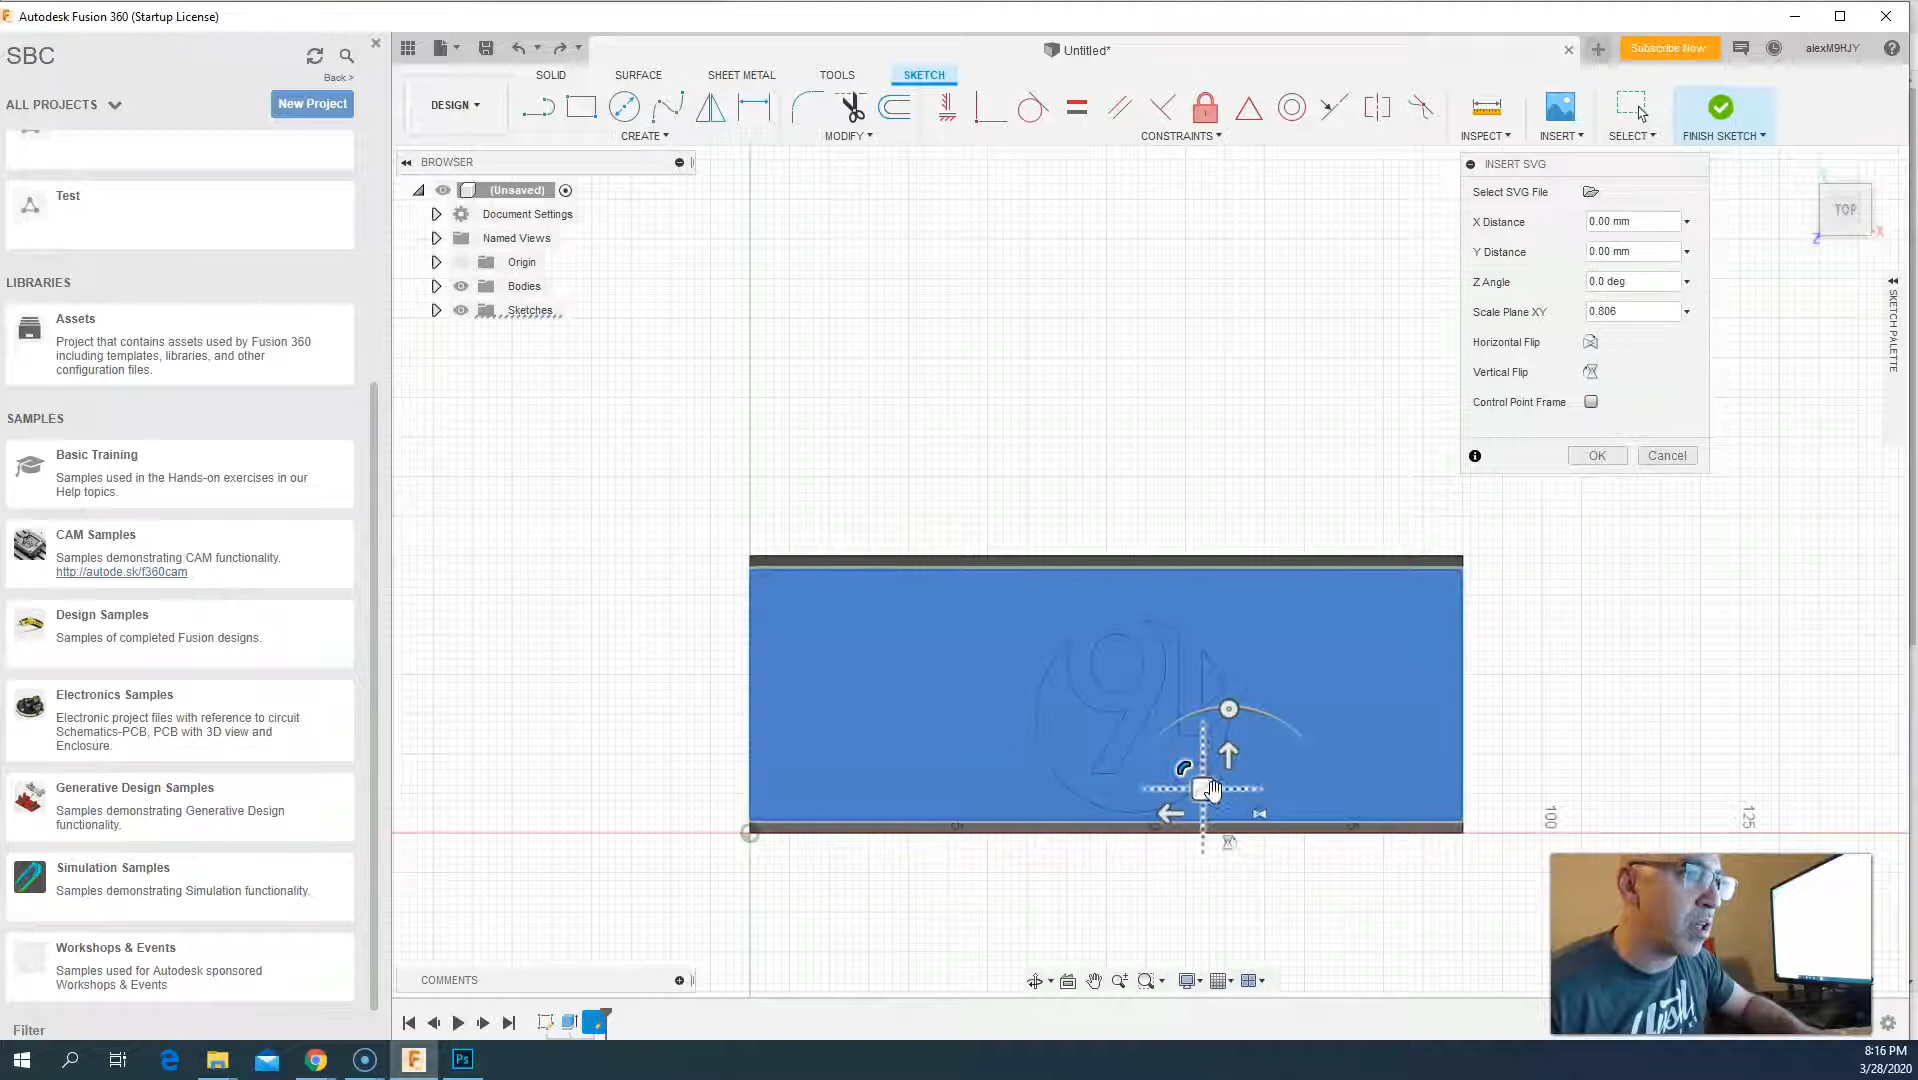 Autodesk Fusion 360 (Startup License)
SBC
Back >
ALL PROJECTS
New Project
Test
LIBRARIES
Assets
Project that contains assets used by Fusion 360
including templates, libraries, and other
configuration files.
SAMPLES
Basic Training
Samples used in the Hands-on exercises in our
Help topics.
CAM Samples
Samples demonstrating CAM functionality.
http://autode.sk/f360cam
Design Samples
Samples of completed Fusion designs.
Electronics Samples
Electronic project files with reference to circuit
Schematics-PCB, PCB with 3D view and
Enclosure.
Generative Design Samples
Samples demonstrating Generative Design
functionality.
Simulation Samples
Samples demonstrating Simulation functionality.
Workshops & Events
Samples used for Autodesk sponsored
Workshops & Events
Filter
Untitled*
Subscribe Now
alexM9HJY
SOLID
SURFACE
SHEET METAL
TOOLS
SKETCH
DESIGN
CREATE
MODIFY
CONSTRAINTS
INSPECT
INSERT
SELECT
FINISH SKETCH
BROWSER
(Unsaved)
Document Settings
Named Views
Origin
Bodies
Sketches
INSERT SVG
Select SVG File
X Distance 0.00 mm
Y Distance 0.00 mm
Z Angle 0.0 deg
Scale Plane XY 0.806
Horizontal Flip
Vertical Flip
Control Point Frame
OK
Cancel
TOP
X
Z
SKETCH PALETTE
91
100
125
COMMENTS
Ps
8:16 PM
3/28/2020